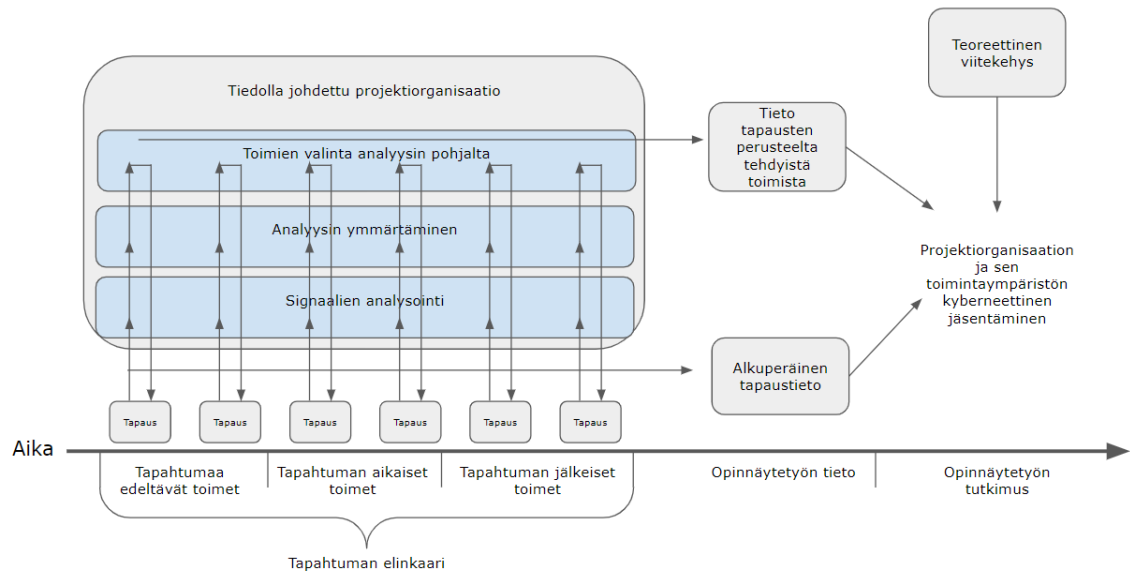 Teoreettinen
viitekehys
Tiedolla johdettu projektiorganisaatio
Toimien valinta analyysin pohjalta
Tieto
tapausten
perusteelta
tehdyistä
toimista
Analyysin ymmärtäminen
Signaalien analysointi
Projektiorganisaation
ja sen
toimintaympäristön
kyberneettinen
jäsentäminen
Alkuperäinen
tapaustieto
Tapaus
Tapaus
Tapaus
Tapaus
Tapaus
Tapaus
Aika
Tapahtumaa
edeltävät toimet
Tapahtuman aikaiset
toimet
Tapahtuman jälkeiset
toimet
Opinnäytetyön tieto
Opinnäytetyön
tutkimus
Tapahtuman elinkaari